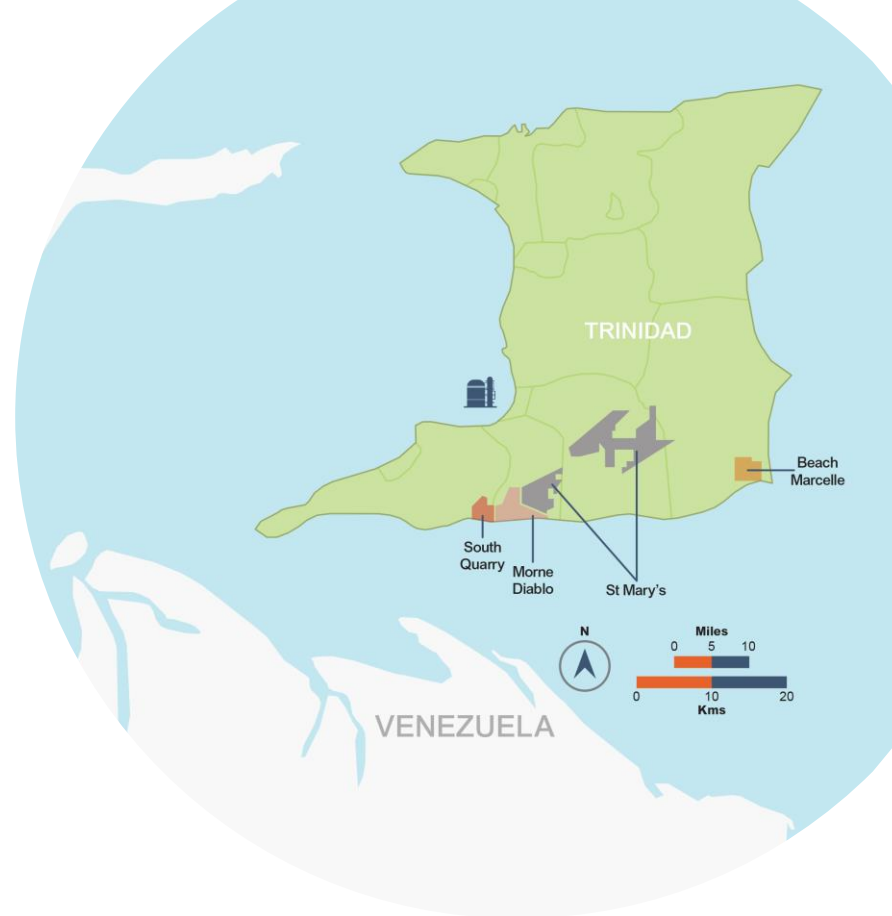 TRINIDAD
Beach
Marcelle
South
Quarry
Morne
Diablo
St Mary's
N
Miles
0 5 10
0 10 20
Kms
VENEZUELA